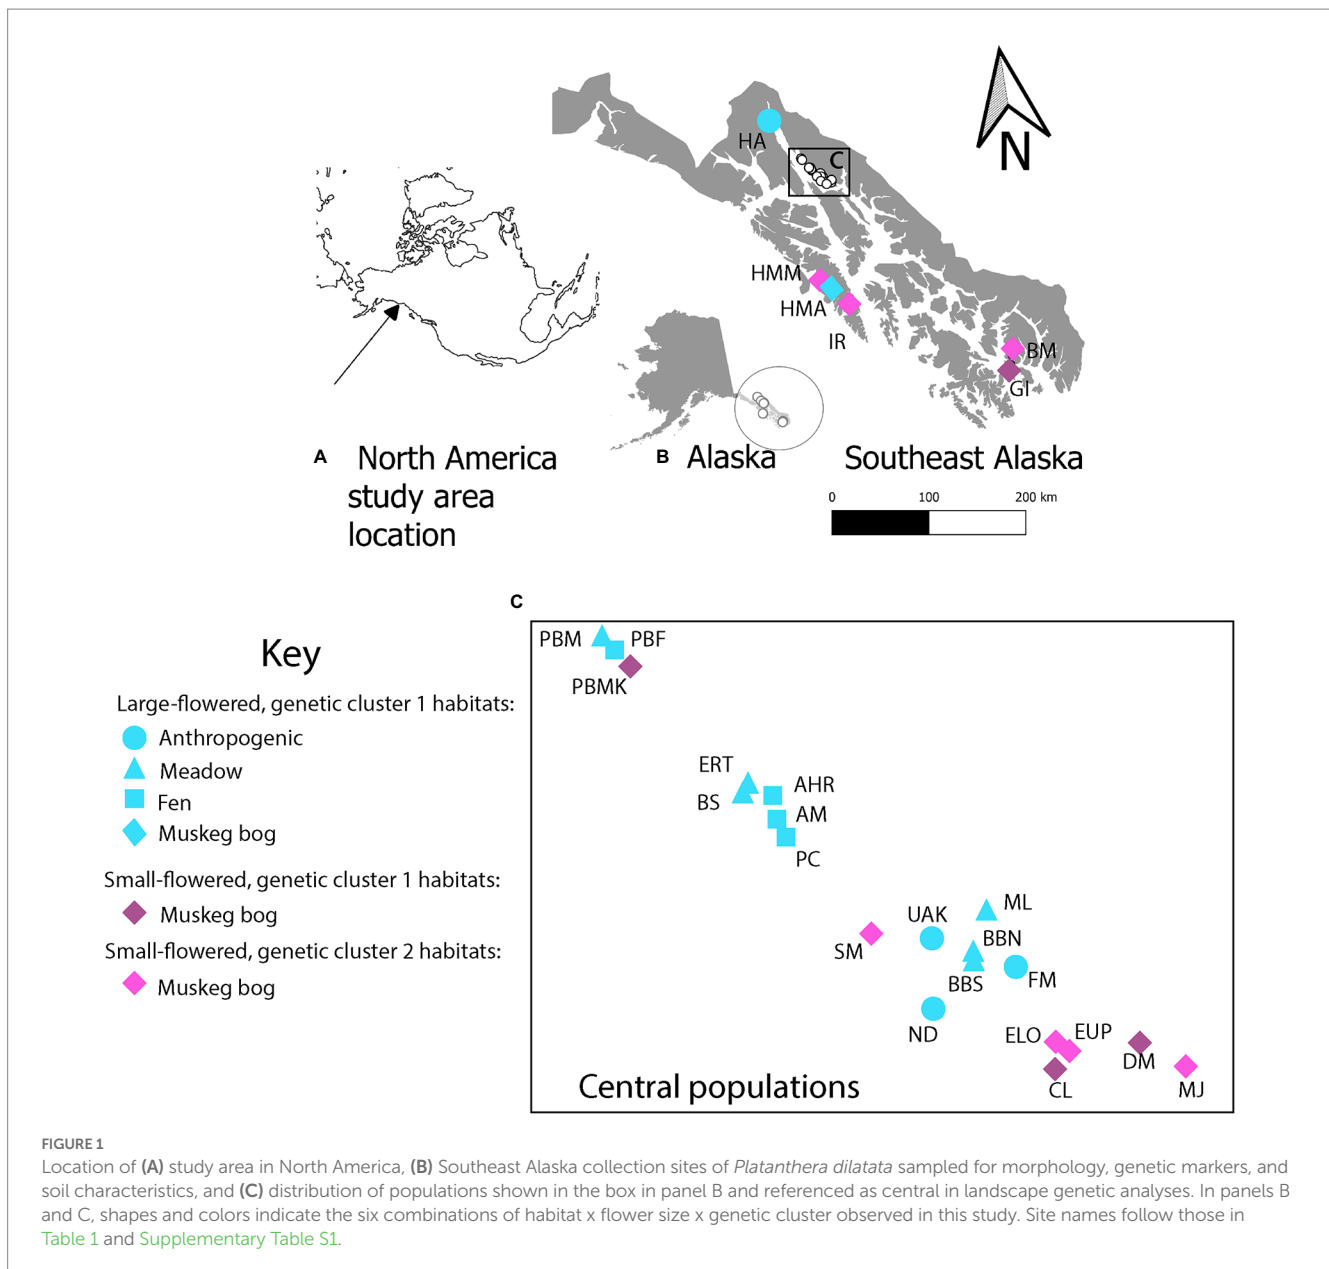 N
HA
C
HMM
HMA
IR
BM
GI
A North America
study area
location
B Alaska
Southeast Alaska
0 100 200 km
C
Key
Large-flowered, genetic cluster 1 habitats:
Anthropogenic
Meadow
Fen
Muskeg bog
Small-flowered, genetic cluster 1 habitats:
Muskeg bog
Small-flowered, genetic cluster 2 habitats:
Muskeg bog
PBM PBF
PBMK
ERT
AHR
BS
AM
PC
ML
UAK
BBN
SM
FM
BBS
ND
ELO EUP
DM
CL MJ
Central populations
FIGURE 1
Location of (A) study area in North America, (B) Southeast Alaska collection sites of Platanthera dilatata sampled for morphology, genetic markers, and
soil characteristics, and (C) distribution of populations shown in the box in panel B and referenced as central in landscape genetic analyses. In panels B
and C, shapes and colors indicate the six combinations of habitat x flower size x genetic cluster observed in this study. Site names follow those in
Table 1 and Supplementary Table S1.